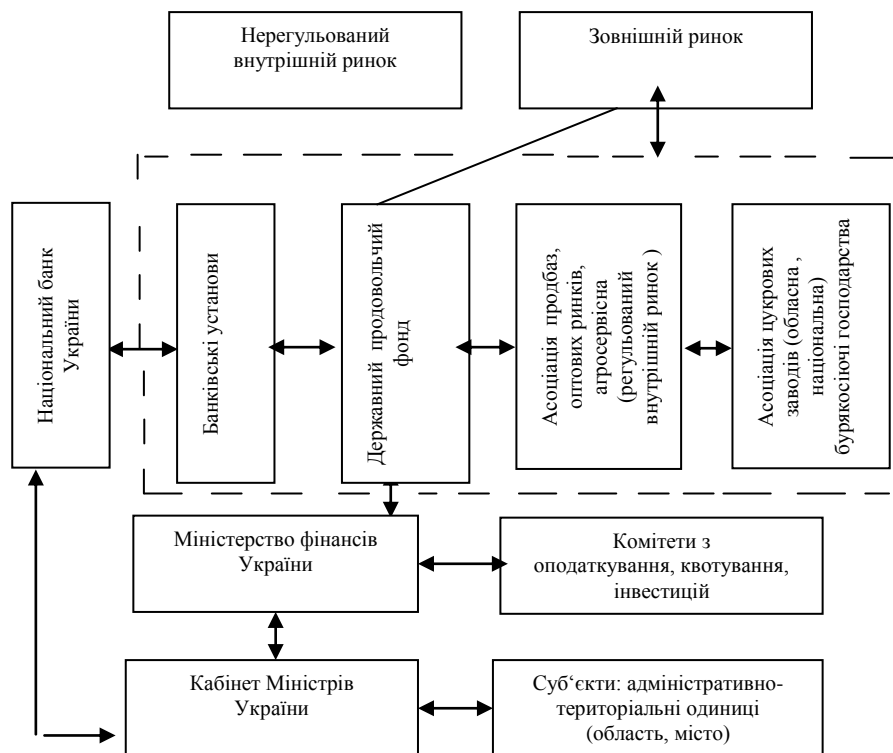 Нерегульований
внутрішній ринок
Зовнішній ринок
Національний банк
України
Банківські установи
Державний продовольчий
фонд
Асоціація продбаз,
оптових ринків,
агросервісна
(регульований
внутрішній ринок )
Асоціація цукрових
заводів (обласна ,
національна)
бурякосіючі господарства
Міністерство фінансів
України
Комітети з
оподаткування, квотування,
інвестицій
Кабінет Міністрів
України
Суб‘єкти: адміністративно-
територіальні одиниці
(область, місто)